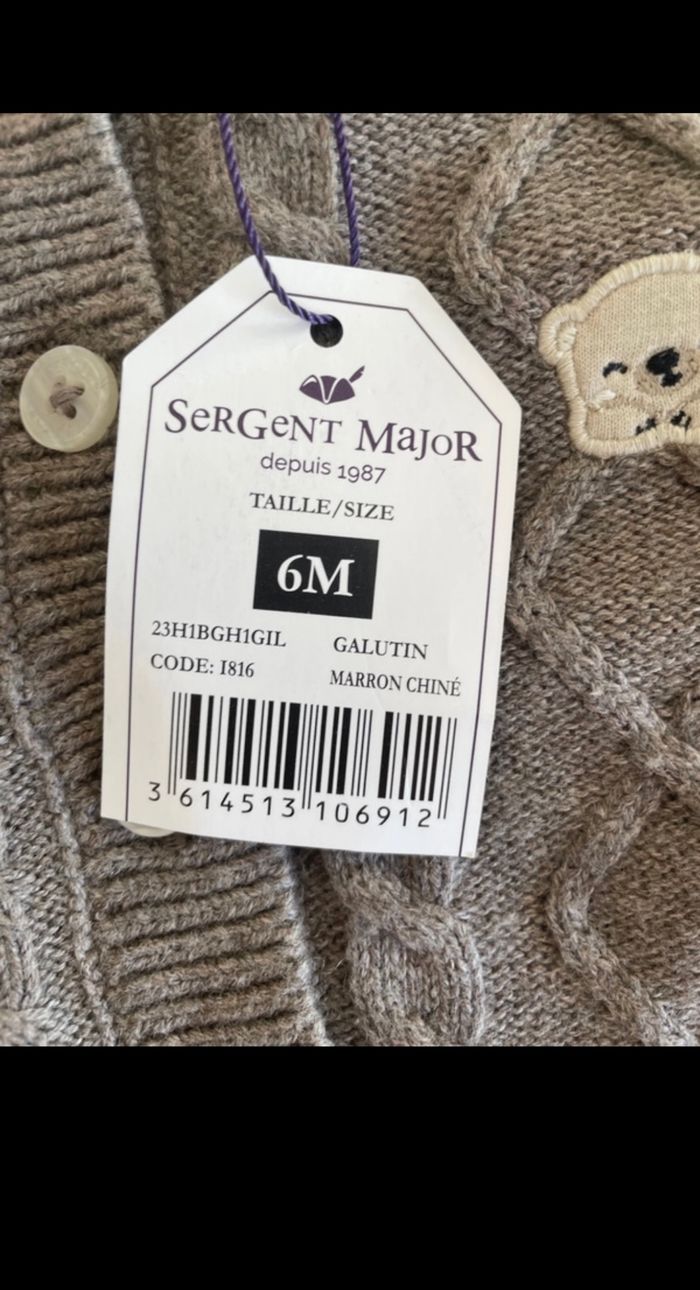 SeRGeNT MaJoR
depuis 1987
TAILLE/SIZE
6M
23H1BGH1GIL GALUTIN
CODE: I816 MARRON CHINÉ
3 614513 106912